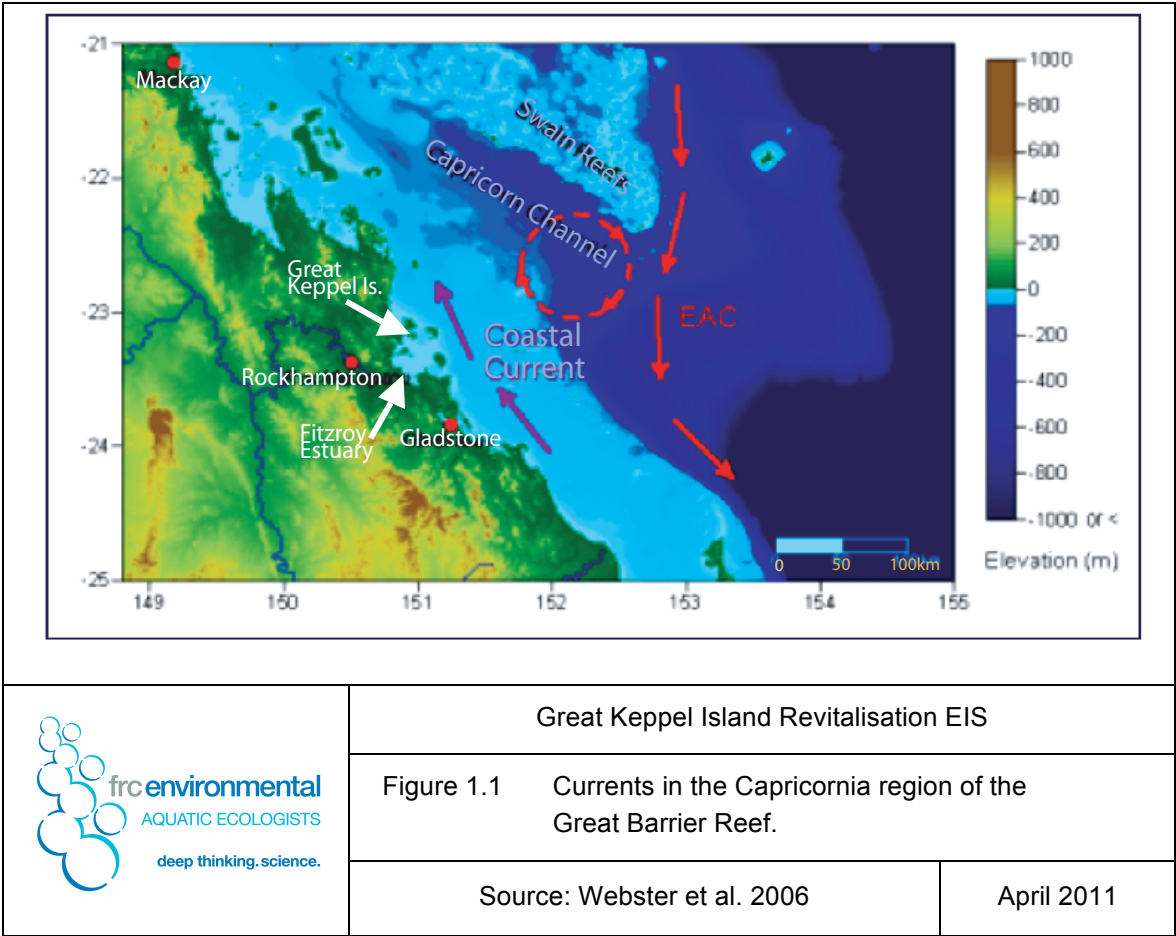 -21
Mackay
Swain Reefs
-22
Capricorn Channel
Great
Keppel Is.
-23
EAC
Coastal
Current
Rockhampton
Fitzroy
Estuary
Gladstone
-24
-25
0 50 100km
149 150 151 152 153 154 155
1000
800
600
400
200
0
-200
-400
-600
-800
-1000 or <
Elevation (m)
frc environmental
AQUATIC ECOLOGISTS
deep thinking. science.
Great Keppel Island Revitalisation EIS
Figure 1.1 Currents in the Capricornia region of the
Great Barrier Reef.
Source: Webster et al. 2006
April 2011